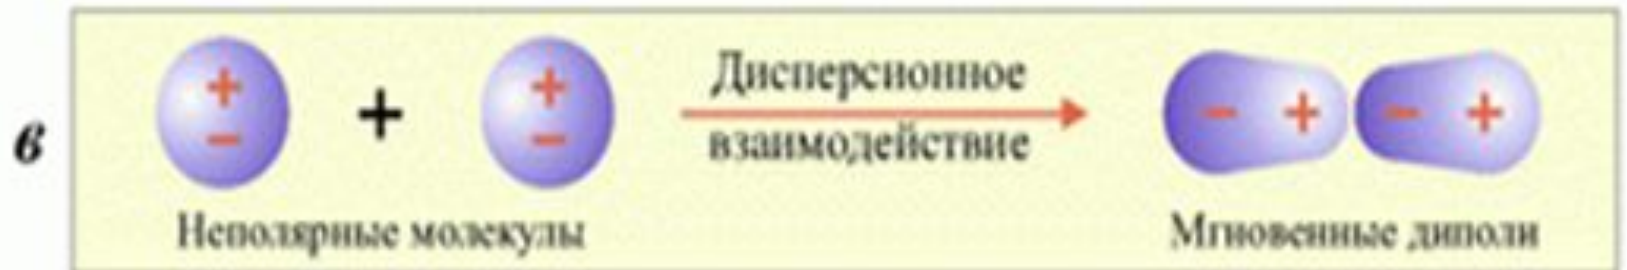 в
Дисперсионное
взаимодействие
Неполярные молекулы
Мгновенные диполи